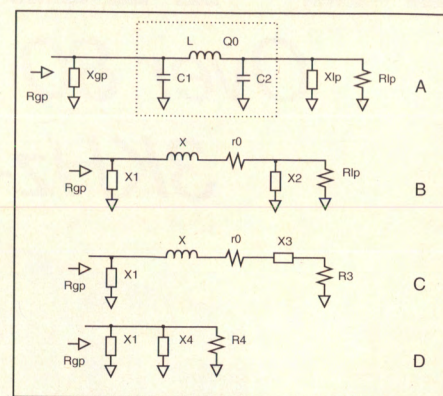 L Q0
Xgp C1 C2 Xlp Rlp
Rgp
A
X r0
X1 X2 Rlp
Rgp
B
X r0 X3
X1 R3
Rgp
C
X1 X4 R4
Rgp
D